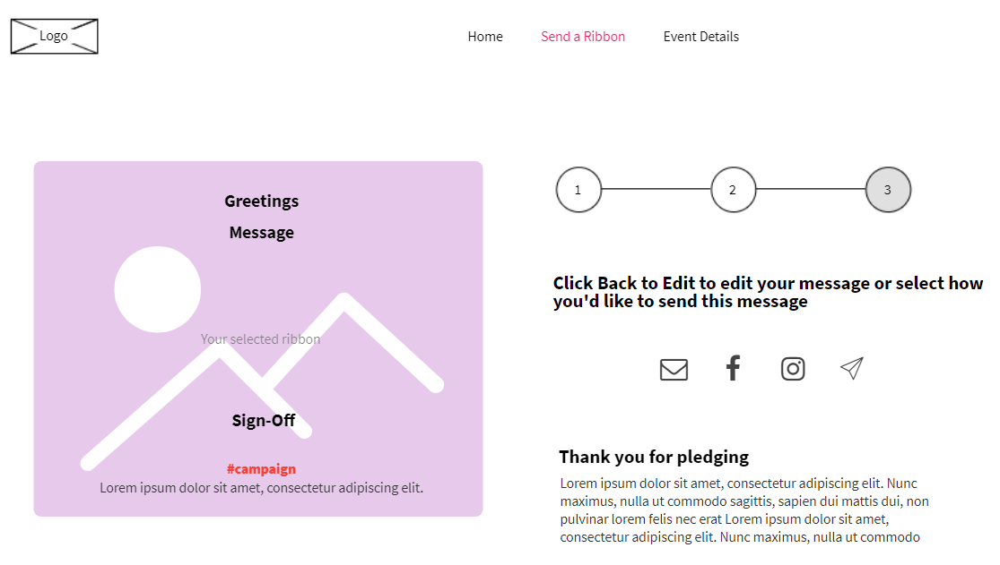 Logo
Home
Send a Ribbon
Event Details
Greetings
Message
Your selected ribbon
Sign-Off
#campaign
Lorem ipsum dolor sit amet, consectetur adipiscing elit.
1
2
3
Click Back to Edit to edit your message or select how
you'd like to send this message
Thank you for pledging
Lorem ipsum dolor sit amet, consectetur adipiscing elit. Nunc
maximus, nulla ut commodo sagittis, sapien dui mattis dui, non
pulvinar lorem felis nec erat Lorem ipsum dolor sit amet,
consectetur adipiscing elit. Nunc maximus, nulla ut commodo